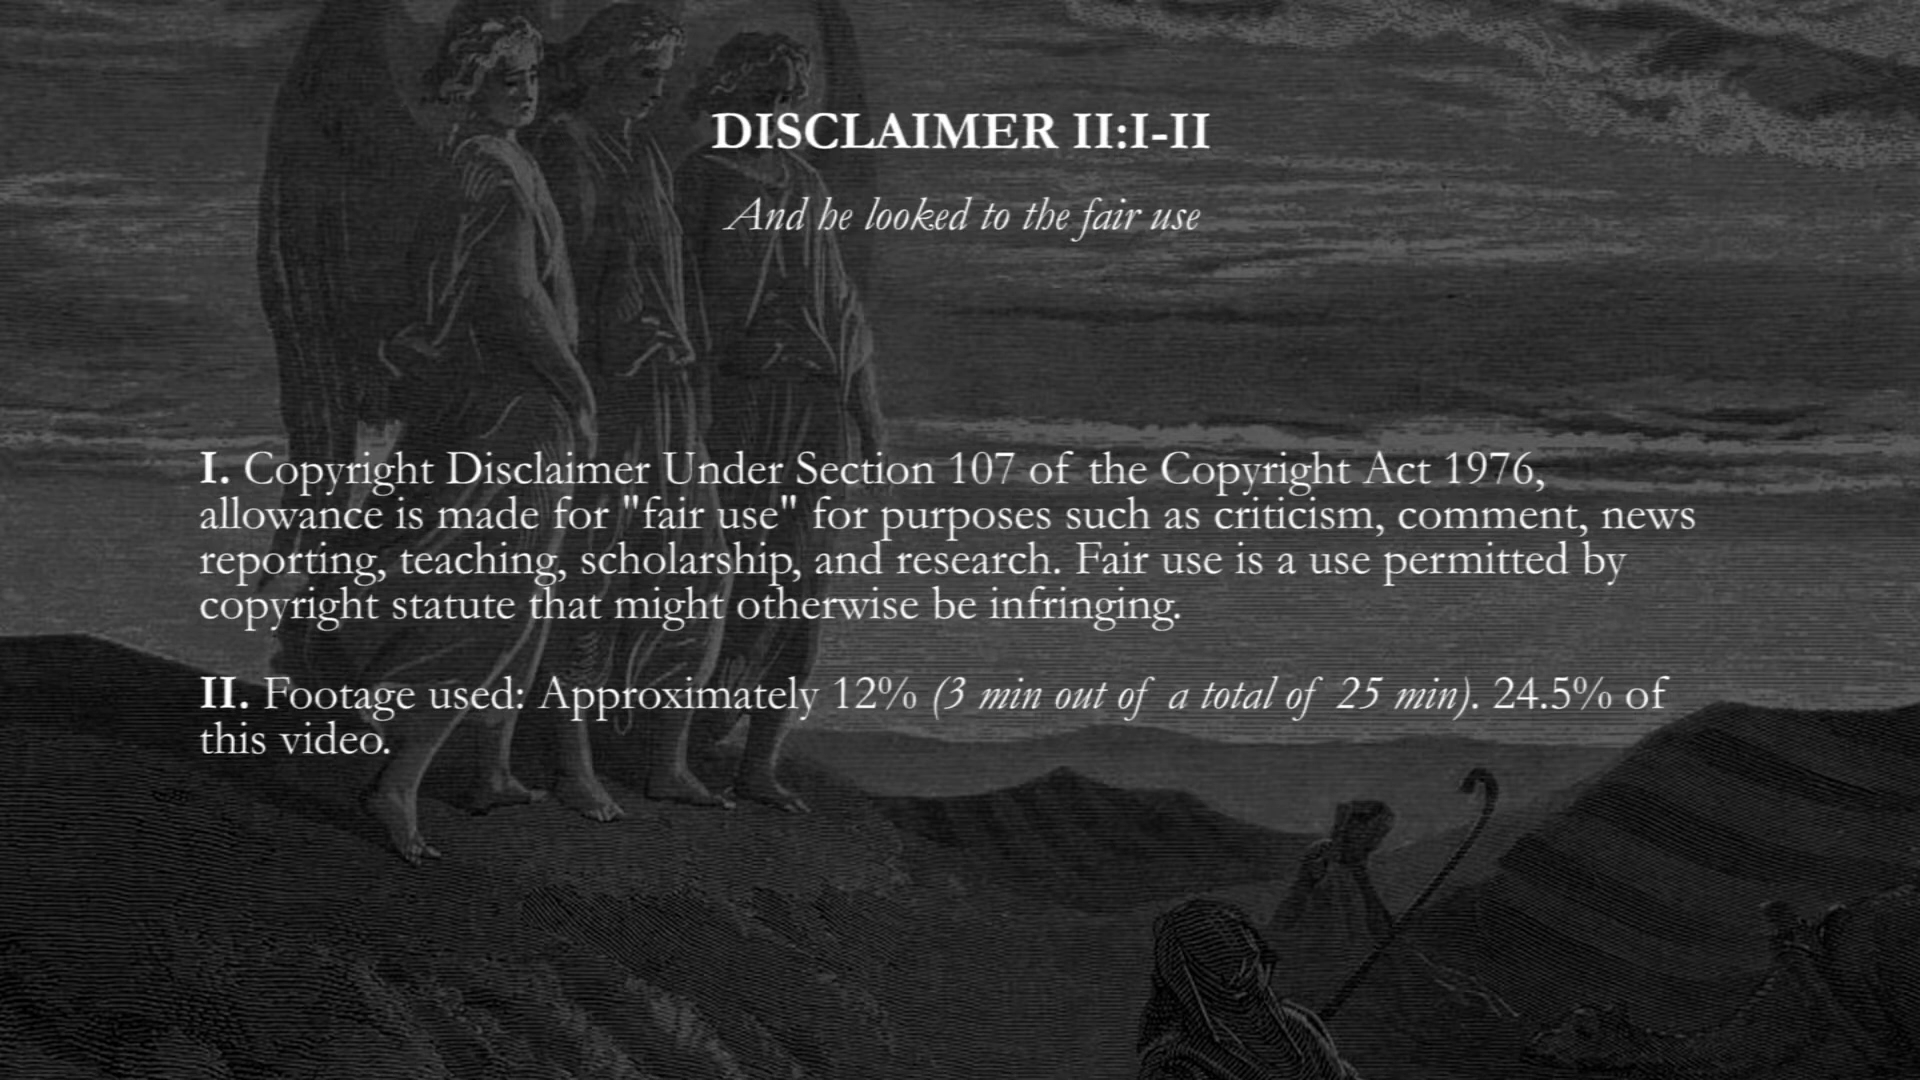 DISCLAIMER II:I-II
And he looked to the fair use
I. Copyright Disclaimer Under Section 107 of the Copyright Act 1976,
allowance is made for "fair use" for purposes such as criticism, comment, news
reporting, teaching, scholarship, and research. Fair use is a use permitted by
copyright statute that might otherwise be infringing.
II. Footage used: Approximately 12% (3 min out of a total of 25 min). 24.5% of
this video.